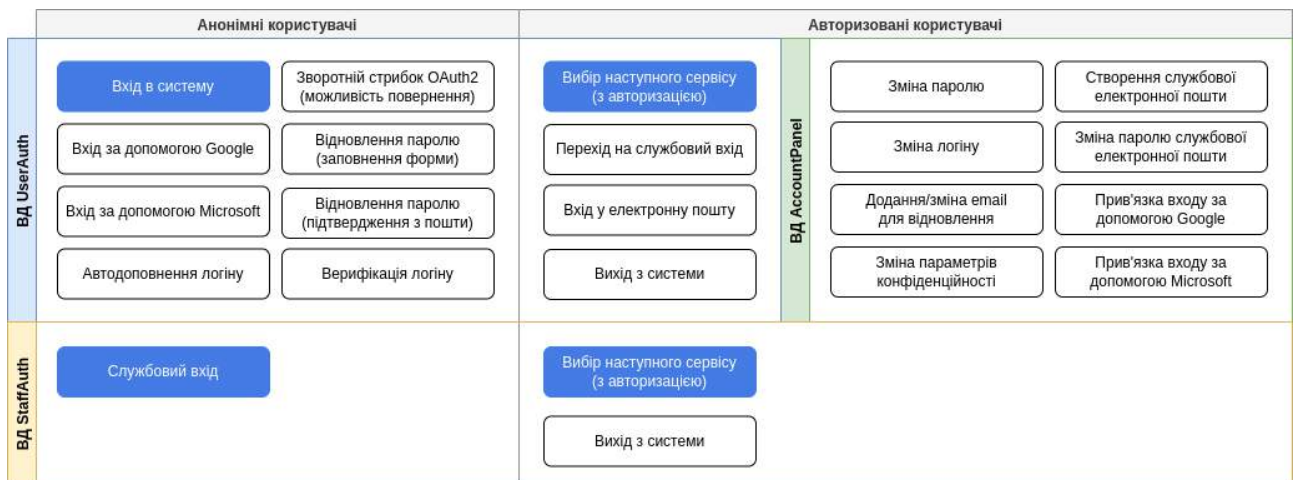 Анонімні користувачі
Авторизовані користувачі
ВД UserAuth
Вхід в систему
Зворотній стрибок OAuth2
(можливість повернення)
Вхід за допомогою Google
Відновлення паролю
(заповнення форми)
Вхід за допомогою Microsoft
Відновлення паролю
(підтвердження з пошти)
Автодоповнення логіну
Верифікація логіну
Вибір наступного сервісу
(з авторизацією)
Перехід на службовий вхід
Вхід у електронну пошту
Вихід з системи
ВД AccountPanel
Зміна паролю
Створення службової
електронної пошти
Зміна логіну
Зміна паролю службової
електронної пошти
Додання/зміна email
для відновлення
Прив'язка входу за
допомогою Google
Зміна параметрів
конфіденційності
Прив'язка входу за
допомогою Microsoft
ВД StaffAuth
Службовий вхід
Вибір наступного сервісу
(з авторизацією)
Вихід з системи